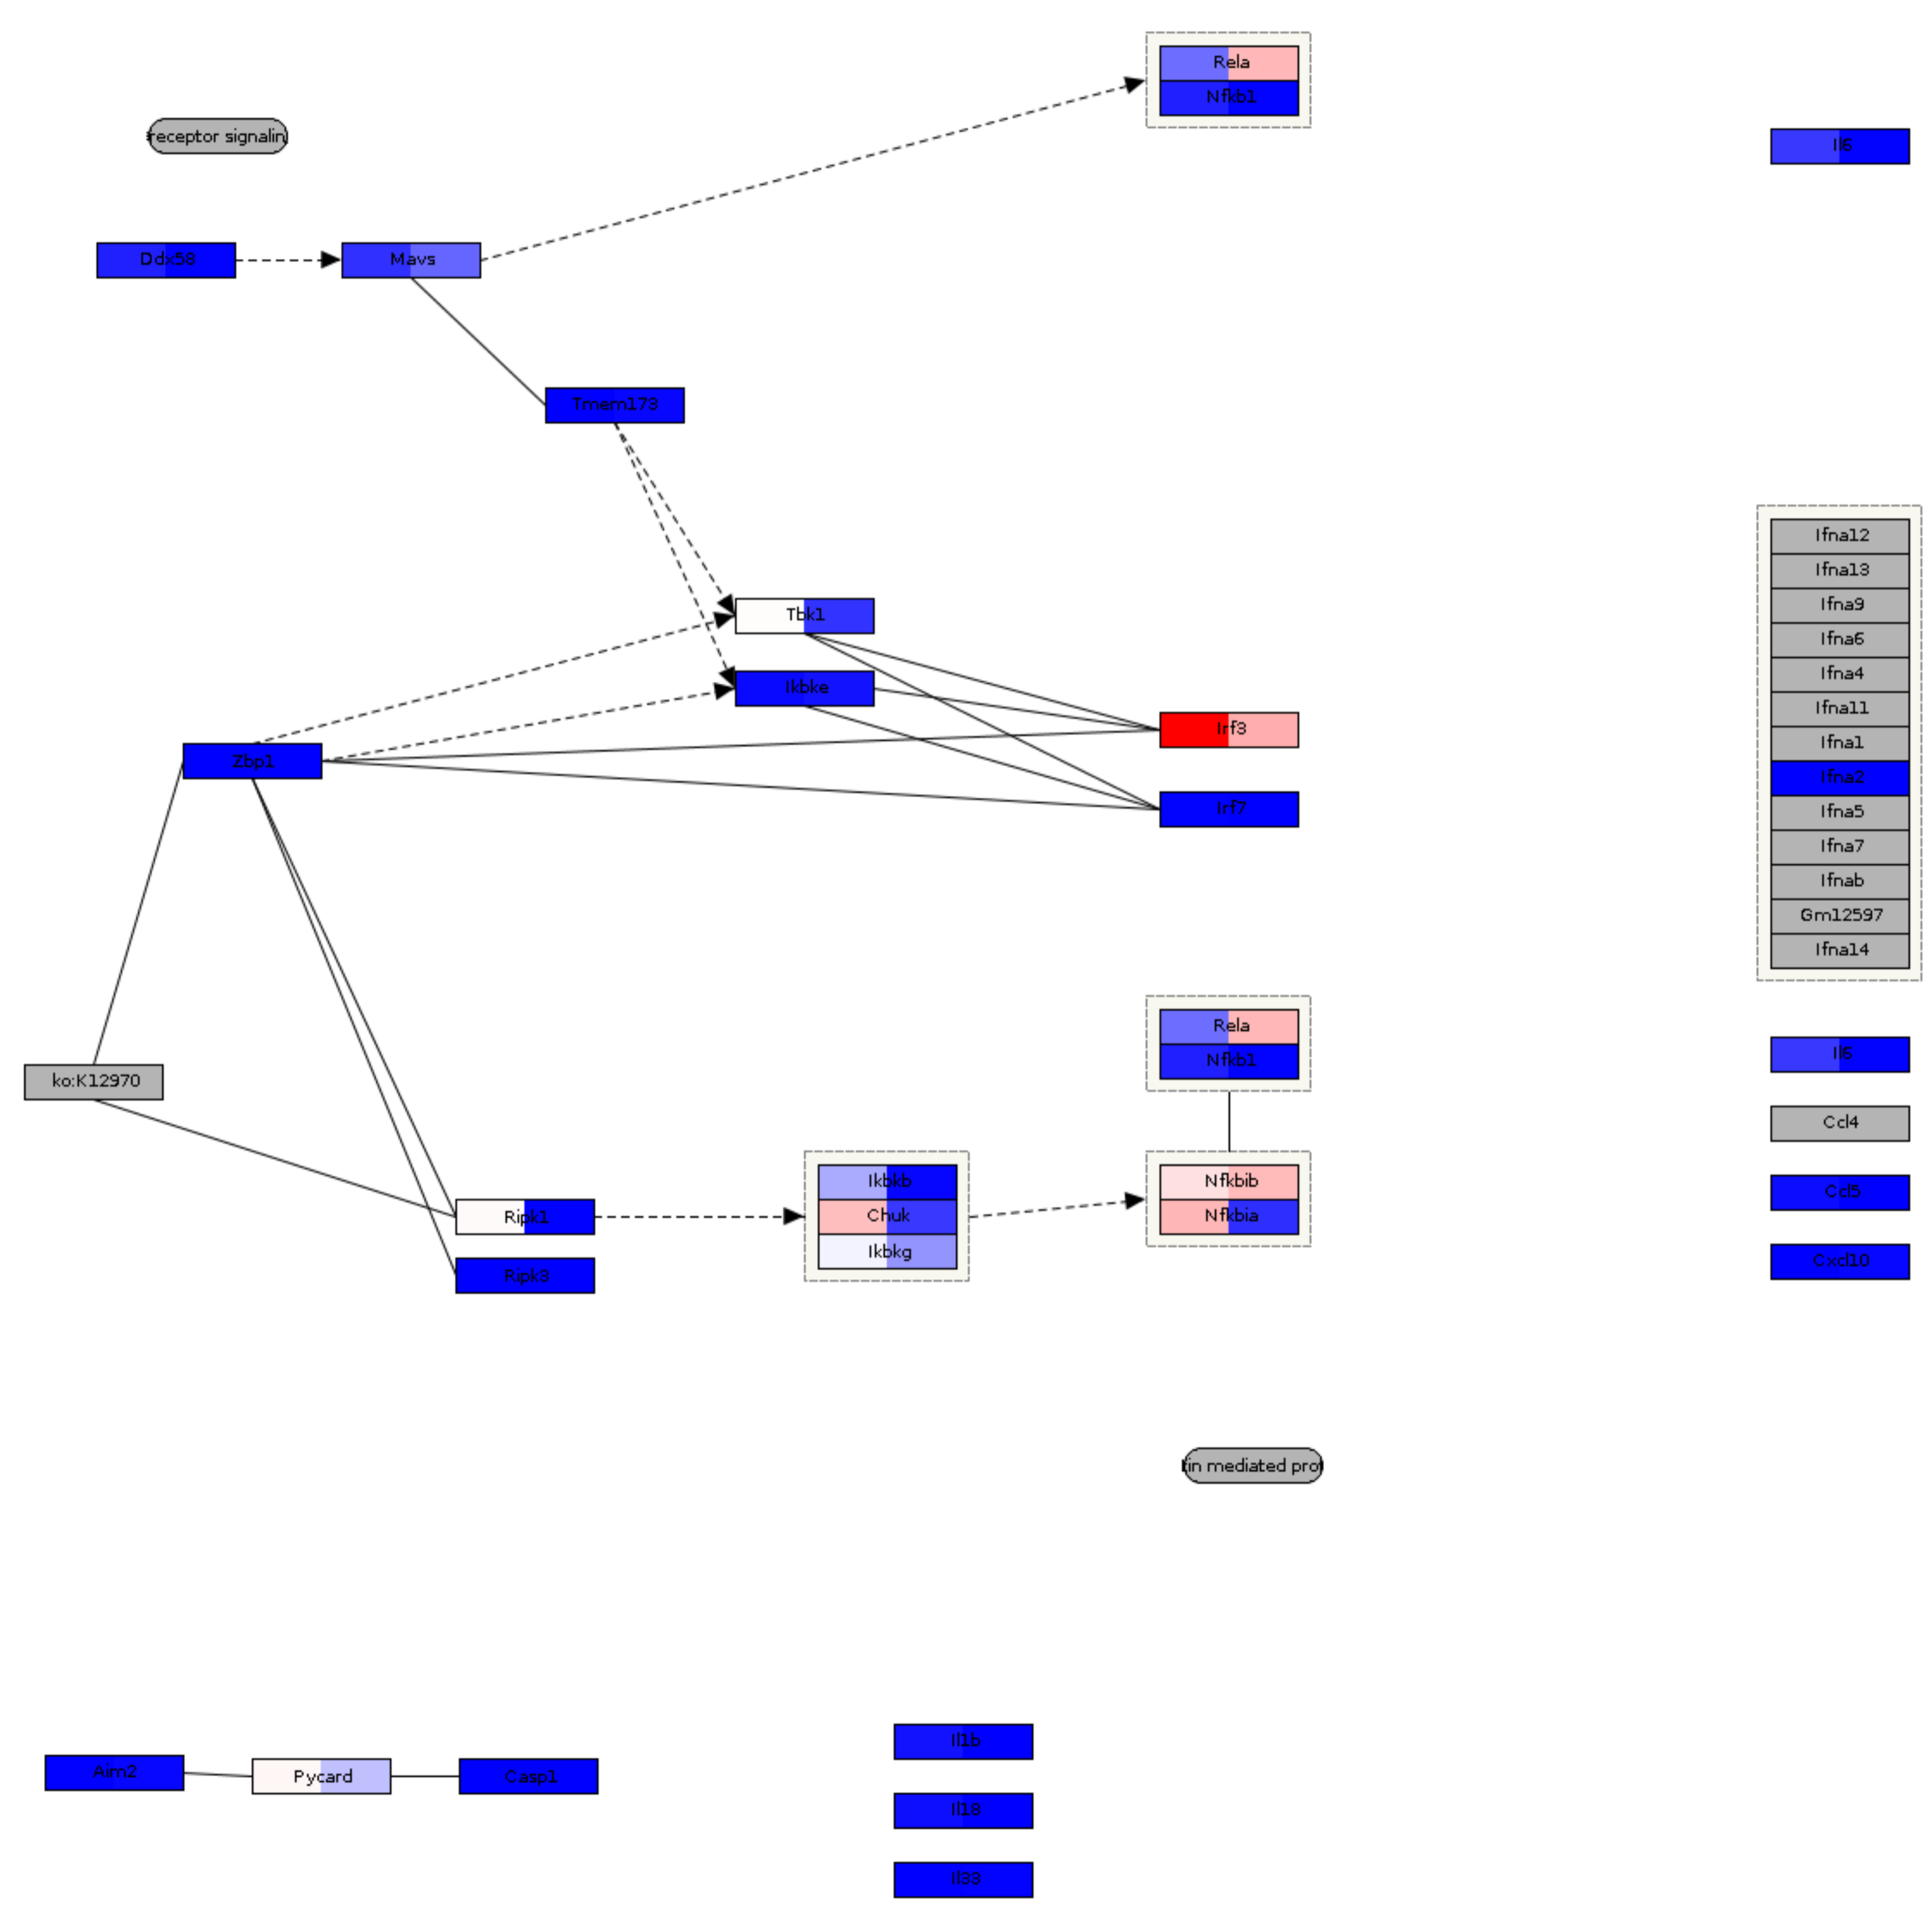 Rela
Nfkb1
receptor signalin
Il6
Ddx58
Mavs
Tmem173
Ifna12
Ifna13
Ifna9
Tbk1
Ifna6
Ifna4
Ikbke
Ifna11
Irf3
Ifna1
Zbp1
Ifna2
Irf7
Ifna5
Ifna7
Ifnab
Gm12597
Ifna14
Rela
Nfkb1
Il6
ko:K12970
Ccl4
Ikbkb
Nfkbib
Ccl5
Ripk1
Chuk
Nfkbia
Ikbkg
Cxcl10
Ripk3
tin mediated prot
Il1b
Aim2
Pycard
Casp1
Il18
Il33